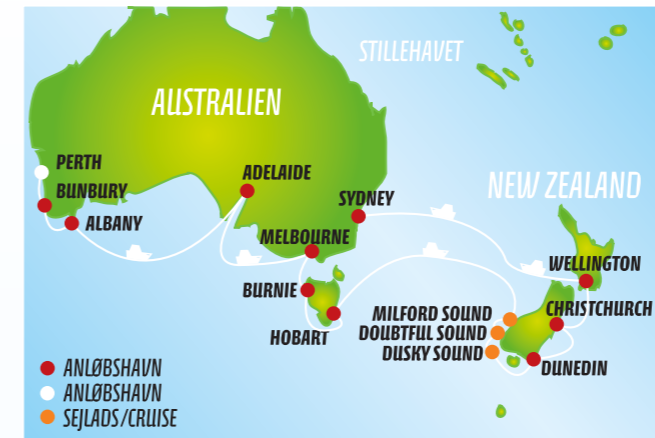 STILLEHAVET
AUSTRALIEN
PERTH
BUNBURY
ALBANY
ADELAIDE
SYDNEY
NEW ZEALAND
MELBOURNE
WELLINGTON
BURNIE
HOBART
MILFORD SOUND
DOUBTFUL SOUND
DUSKY SOUND
CHRISTCHURCH
DUNEDIN
ANLØBSHAVN
ANLØBSHAVN
SEJLADS/CRUISE